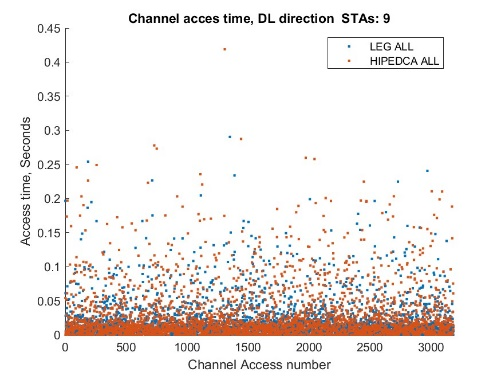 Channel acces time, DL direction  STAs: 9
LEG ALL
HIPEDCA ALL
0.45
0.4
0.35
0.3
0.25
0.2
0.15
0.1
0.05
0
Access time, Seconds
0 500 1000 1500 2000 2500 3000
Channel Access number